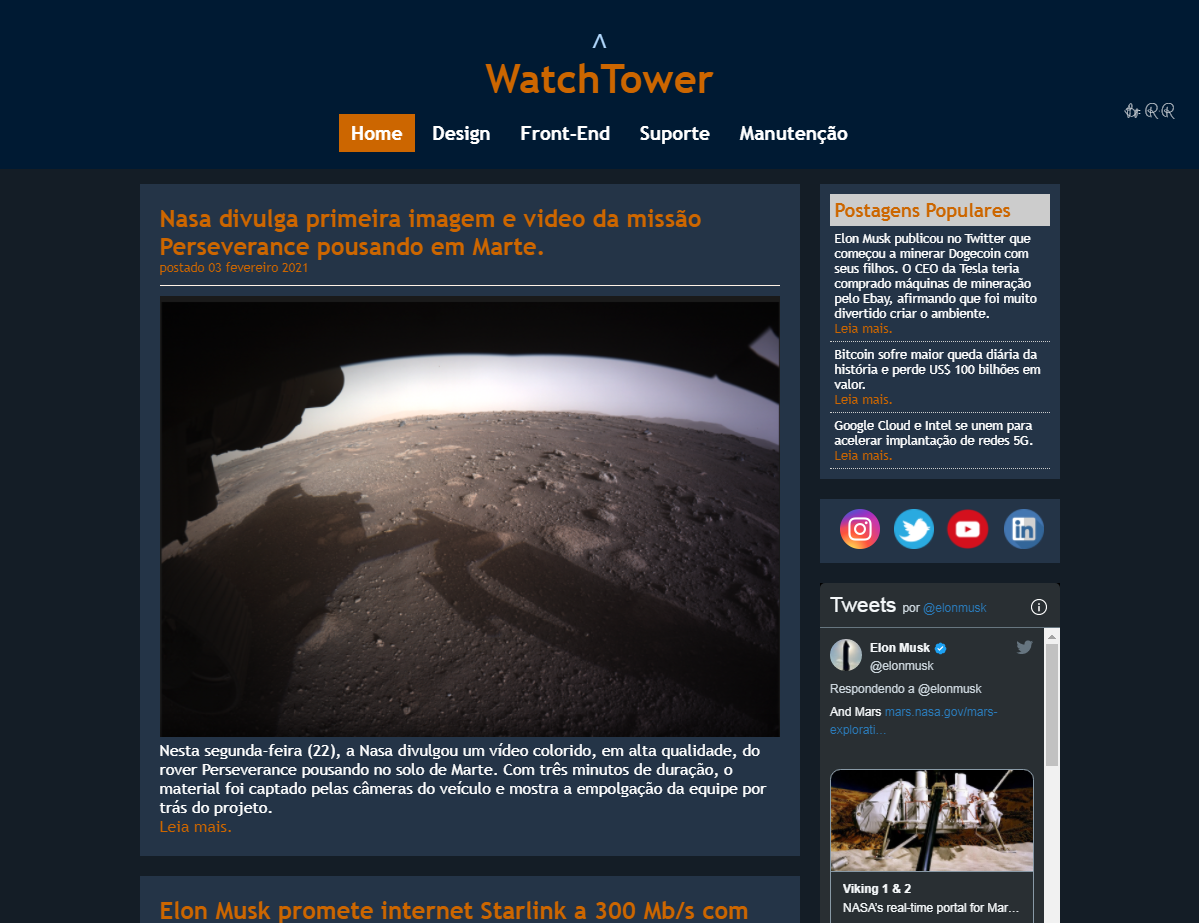 ^
WatchTower
Home Design Front-End Suporte Manutenção
Nasa divulga primeira imagem e video da missão
Perseverance pousando em Marte.
postado 03 fevereiro 2021
Nesta segunda-feira (22), a Nasa divulgou um vídeo colorido, em alta qualidade, do
rover Perseverance pousando no solo de Marte. Com três minutos de duração, o
material foi captado pelas câmeras do veículo e mostra a empolgação da equipe por
trás do projeto.
Leia mais.
Elon Musk promete internet Starlink a 300 Mb/s com
Postagens Populares
Elon Musk publicou no Twitter que
começou a minerar Dogecoin com
seus filhos. O CEO da Tesla teria
comprado máquinas de mineração
pelo Ebay, afirmando que foi muito
divertido criar o ambiente.
Leia mais.
Bitcoin sofre maior queda diária da
história e perde US$ 100 bilhões em
valor.
Leia mais.
Google Cloud e Intel se unem para
acelerar implantação de redes 5G.
Leia mais.
in
Tweets por @elonmusk
Elon Musk
@elonmusk
Respondendo a @elonmusk
And Mars mars.nasa.gov/mars-
explorati…
Viking 1 & 2
NASA's real-time portal for Mar…